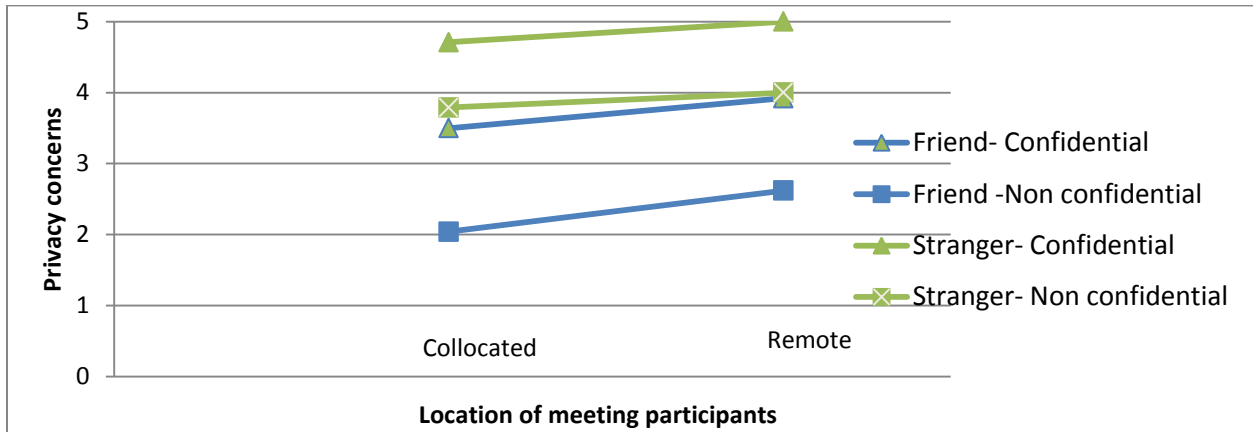 5
4
3
2
1
0
Privacy concerns
Collocated
Remote
Location of meeting participants
Friend- Confidential
Friend -Non confidential
Stranger- Confidential
Stranger- Non confidential